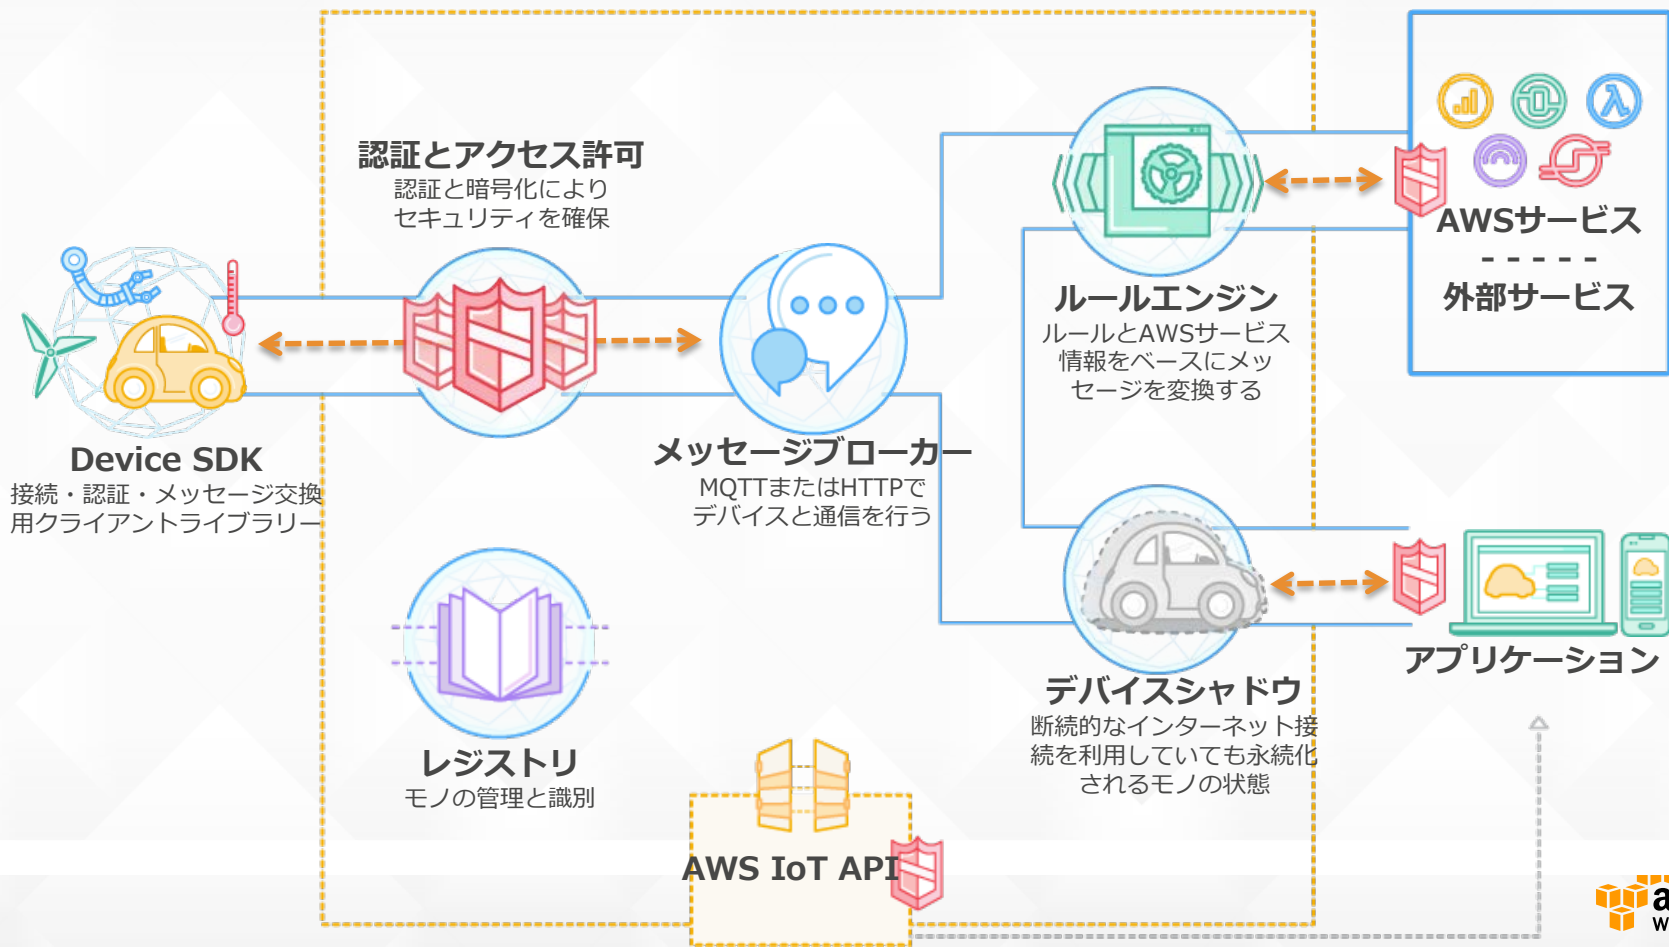 認証とアクセス許可
認証と暗号化により
セキュリティを確保
Device SDK
接続・認証・メッセージ交換
用クライアントライブラリー
メッセージブローカー
MQTTまたはHTTPで
デバイスと通信を行う
ルールエンジン
ルールとAWSサービス
情報をベースにメッ
セージを変換する
AWSサービス
- - - - -
外部サービス
レジストリ
モノの管理と識別
デバイスシャドウ
断続的なインターネット接
続を利用していても永続化
されるモノの状態
アプリケーション
AWS IoT API